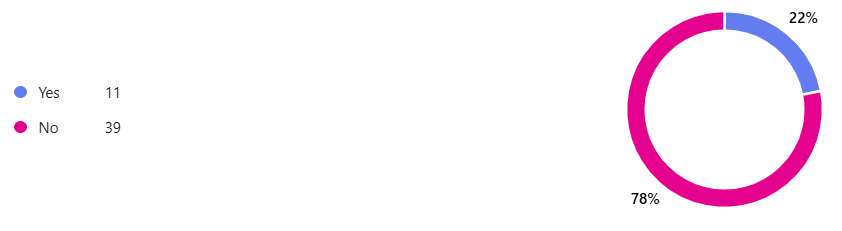 22%
Yes 11
No 39
78%